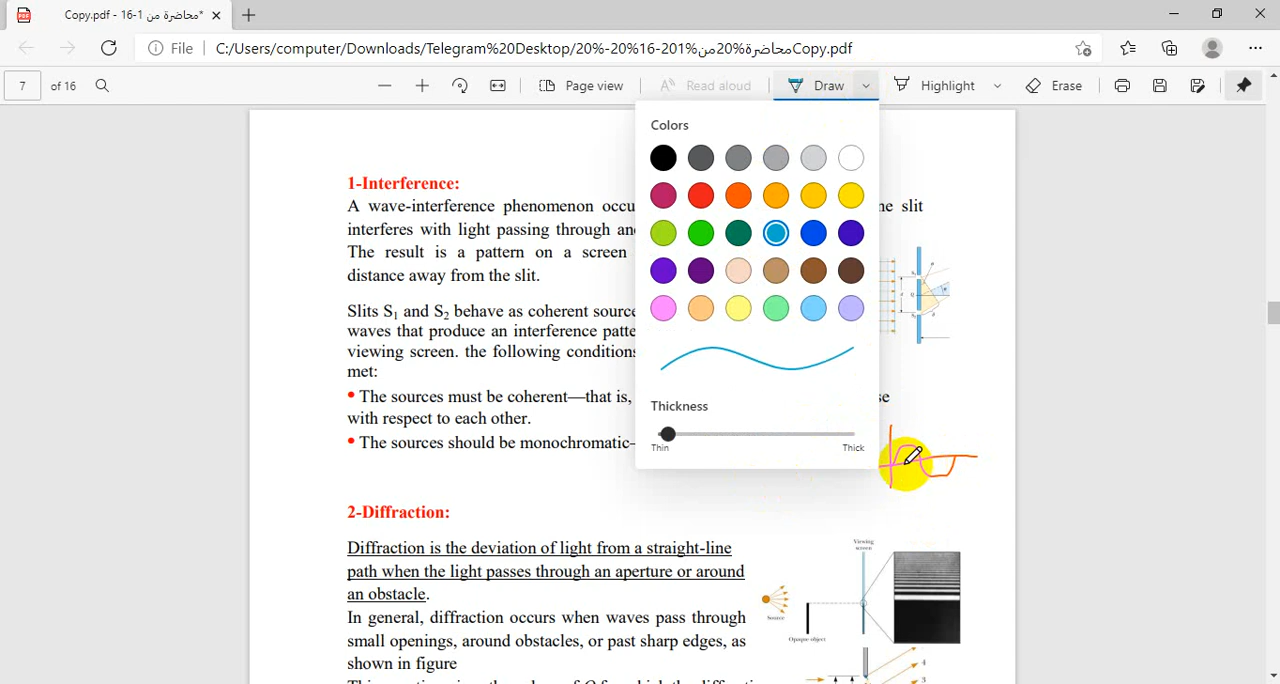 *محاضرة من 1-16 - Copy.pdf
File
C:/Users/computer/Downloads/Telegram%20Desktop/20%-20%16-201%محاضرة%20منCopy.pdf
7 of 16
Page view
Read aloud
Draw
Highlight
Erase
Colors
Thickness
Thin
Thick
1-Interference:
A wave-interference phenomenon occu ne slit
interferes with light passing through an
The result is a pattern on a screen
distance away from the slit.
Slits S1 and S2 behave as coherent source
waves that produce an interference patte
viewing screen. the following conditions
met:
• The sources must be coherent—that is, se
with respect to each other.
• The sources should be monochromatic–
2-Diffraction:
Diffraction is the deviation of light from a straight-line
path when the light passes through an aperture or around
an obstacle.
In general, diffraction occurs when waves pass through
small openings, around obstacles, or past sharp edges, as
shown in figure
Viewing
screen
Source
Opaque object
4
3